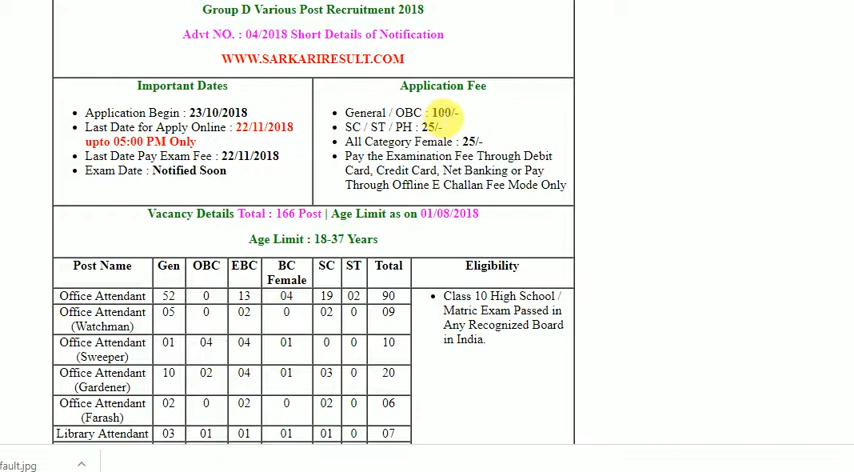 Group D Various Post Recruitment 2018
Advt NO. : 04/2018 Short Details of Notification
WWW.SARKARIRESULT.COM
Important Dates
Application Begin : 23/10/2018
Last Date for Apply Online : 22/11/2018
upto 05:00 PM Only
Last Date Pay Exam Fee : 22/11/2018
Exam Date : Notified Soon
Application Fee
General / OBC : 100/-
SC / ST / PH : 25/-
All Category Female : 25/-
Pay the Examination Fee Through Debit
Card, Credit Card, Net Banking or Pay
Through Offline E Challan Fee Mode Only
Vacancy Details Total : 166 Post | Age Limit as on 01/08/2018
Age Limit : 18-37 Years
Post Name Gen OBC EBC BC Female SC ST Total Eligibility
Office Attendant 52 0 13 04 19 02 90
Office Attendant (Watchman) 05 0 02 0 02 0 09
Office Attendant (Sweeper) 01 04 04 01 0 0 10
Office Attendant (Gardener) 10 02 04 01 03 0 20
Office Attendant (Farash) 02 0 02 0 02 0 06
Library Attendant 03 01 01 01 01 0 07
Class 10 High School /
Matric Exam Passed in
Any Recognized Board
in India.
fault.jpg